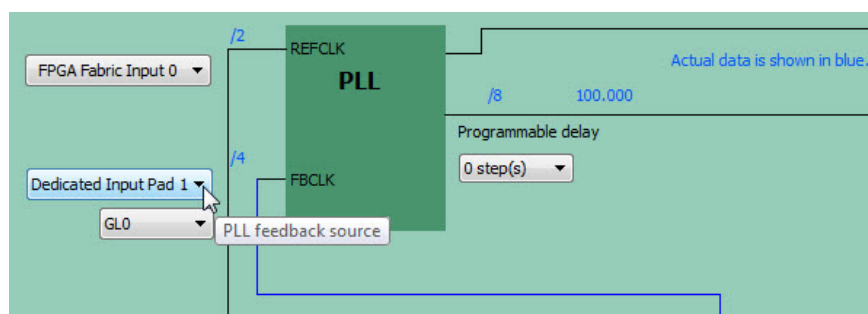 /2
REFCLK
FPGA Fabric Input 0
PLL
Actual data is shown in blue.
/8
100.000
Programmable delay
/4
0 step(s)
Dedicated Input Pad 1
FBCLK
GL0
PLL feedback source